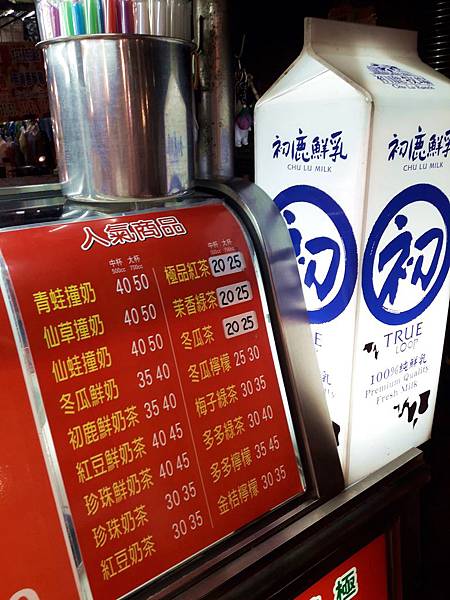 人氣商品
中杯 500cc 大杯 700cc
青蛙撞奶 40 50
仙草撞奶 40 50
仙蛙撞奶 40 50
冬瓜鮮奶 35 40
初鹿鮮奶茶 35 40
紅豆鮮奶茶 40 45
珍珠鮮奶茶 40 45
珍珠奶茶 30 35
紅豆奶茶 30 35
中杯 500cc 大杯 700cc
極品紅茶 20 25
茉香綠茶 20 25
冬瓜茶 20 25
冬瓜檸檬 25 30
梅子綠茶 30 35
多多綠茶 30 40
多多檸檬 35 45
金桔檸檬 30 35
初鹿鮮乳
CHU LU MILK
初
初鹿鮮乳
CHU LU MILK
初
TRUE
LOOP
100%純鮮乳
Premium Quality
Fresh Milk
極